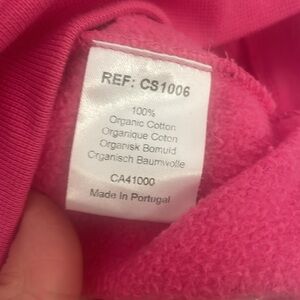 REF: CS1006
100%
Organic Cotton
Organique Coton
Organisk Bomuld
Organisch Baumwolle
CA41000
Made in Portugal